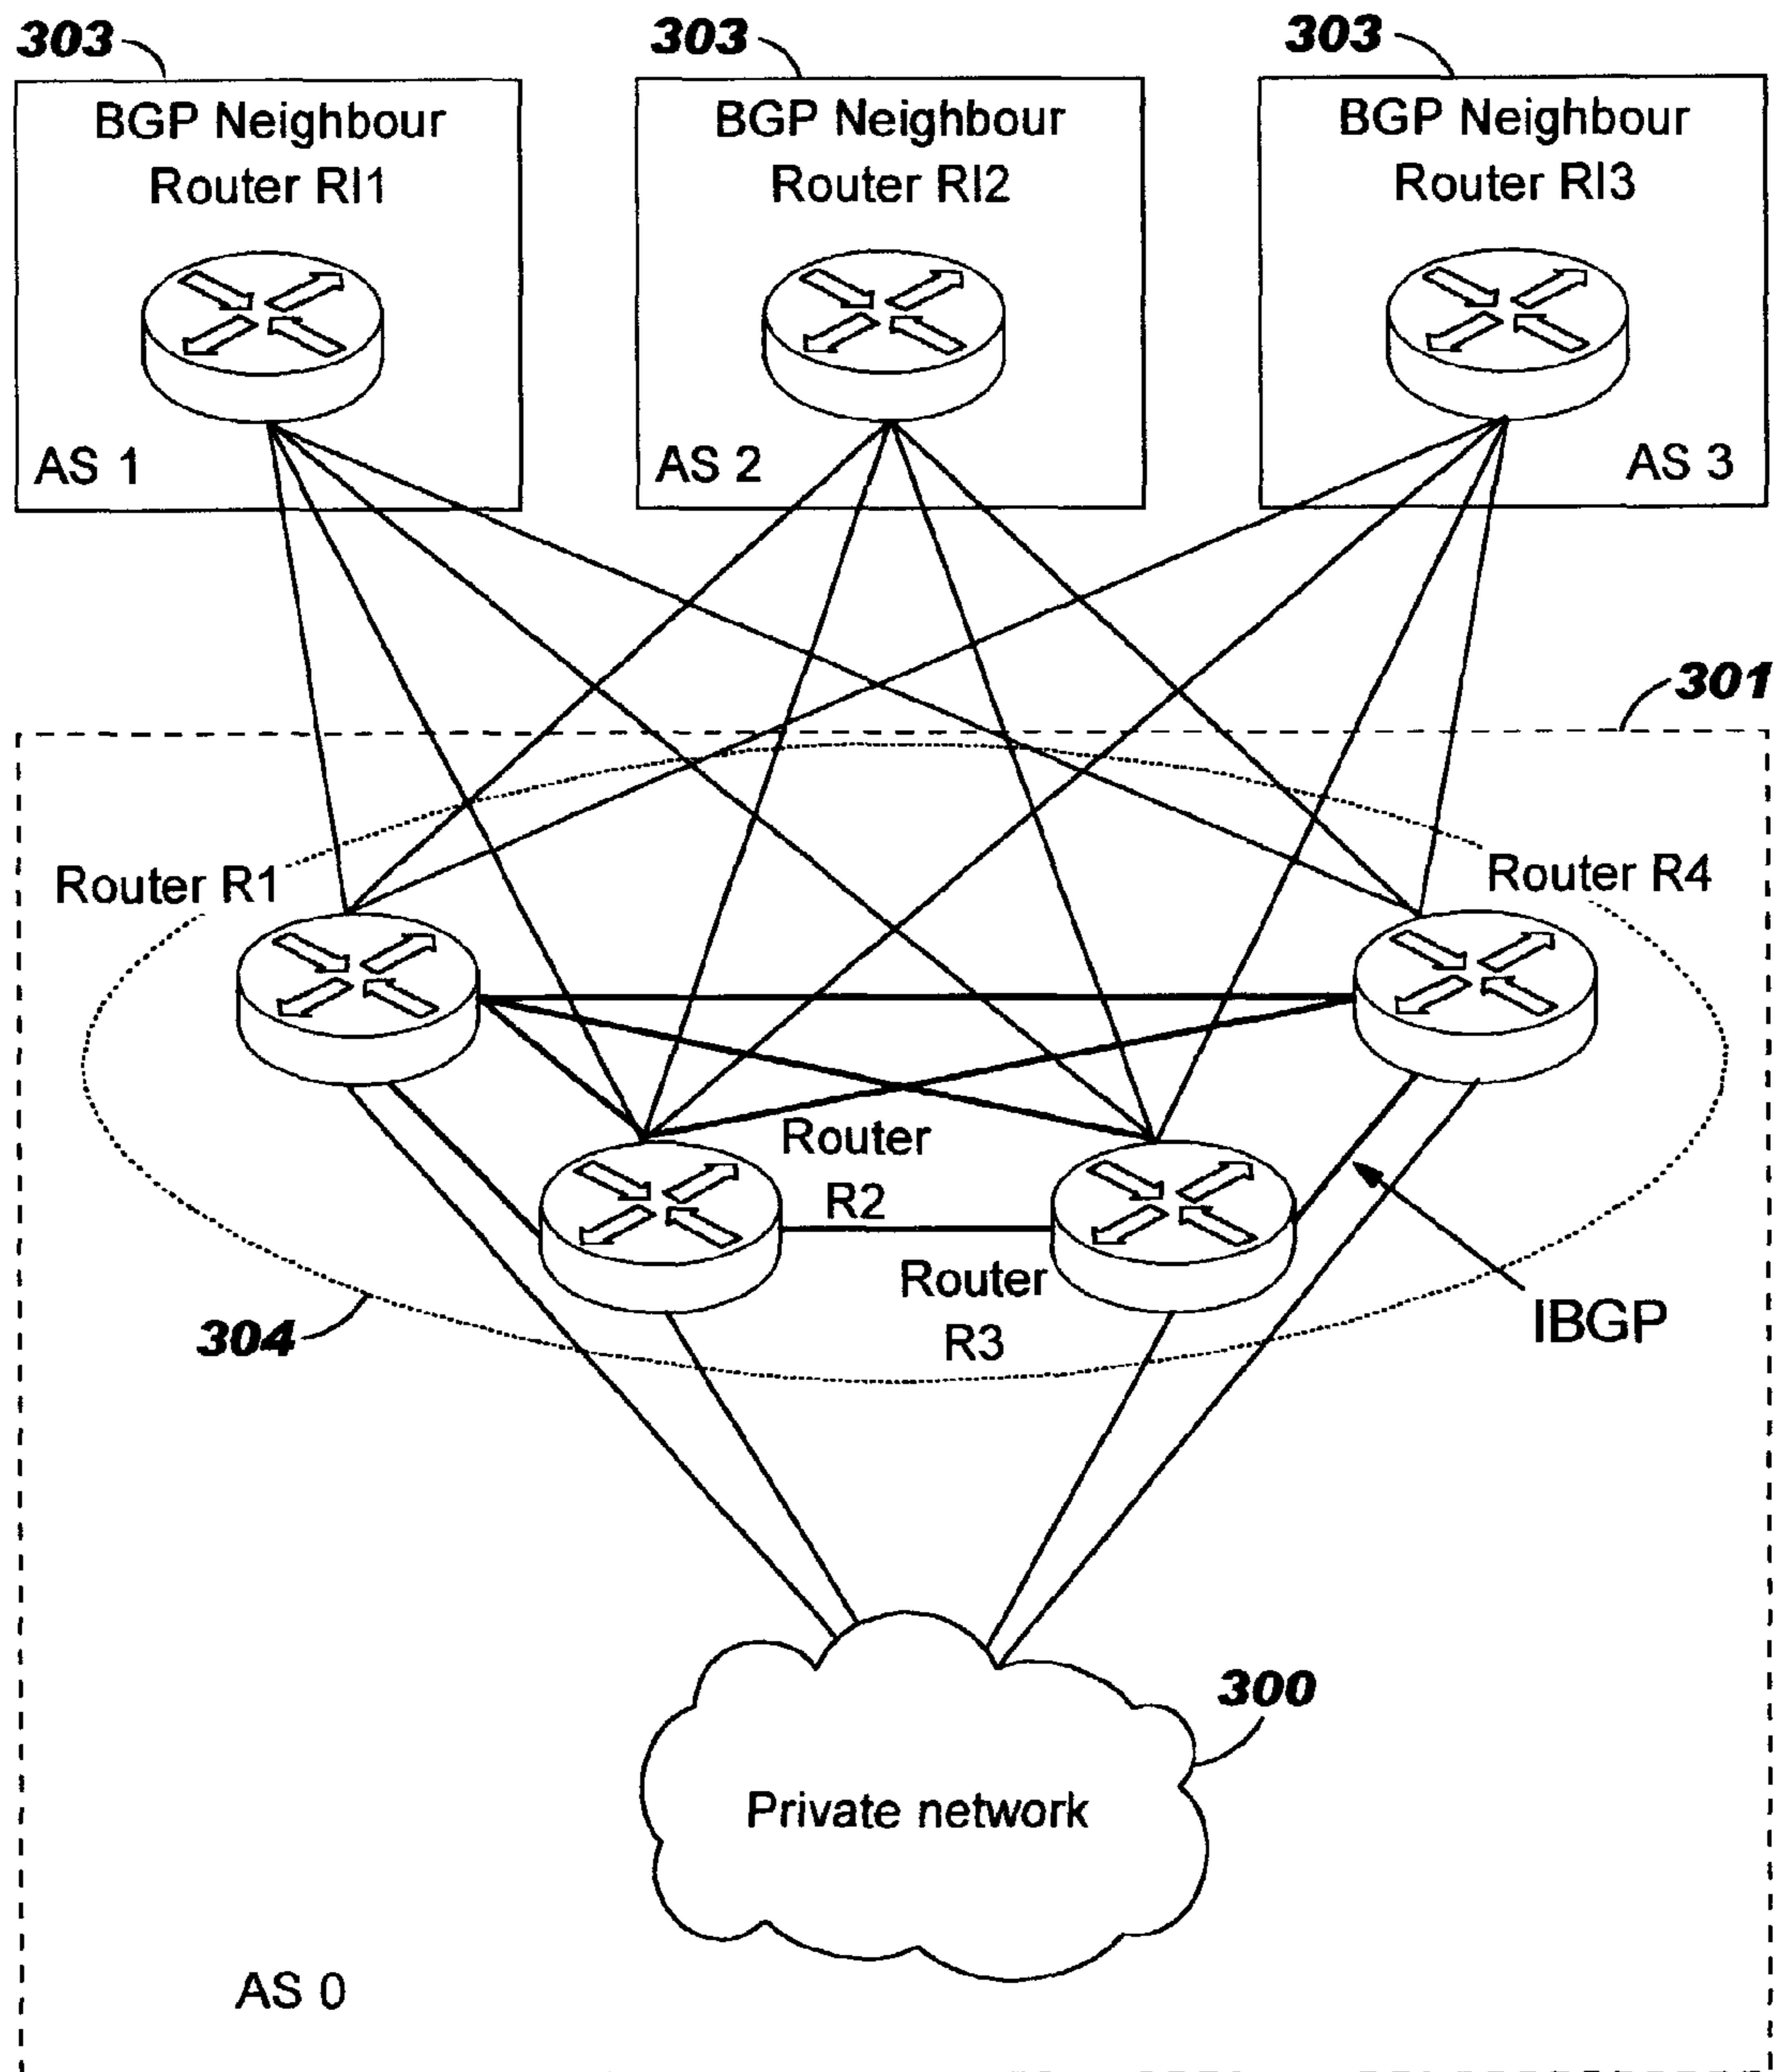 303
303
303
BGP Neighbour
Router RI1
BGP Neighbour
Router RI2
BGP Neighbour
Router RI3
AS 1
AS 2
AS 3
301
Router R1
Router R4
Router
R2
Router
R3
IBGP
304
300
Private network
AS 0